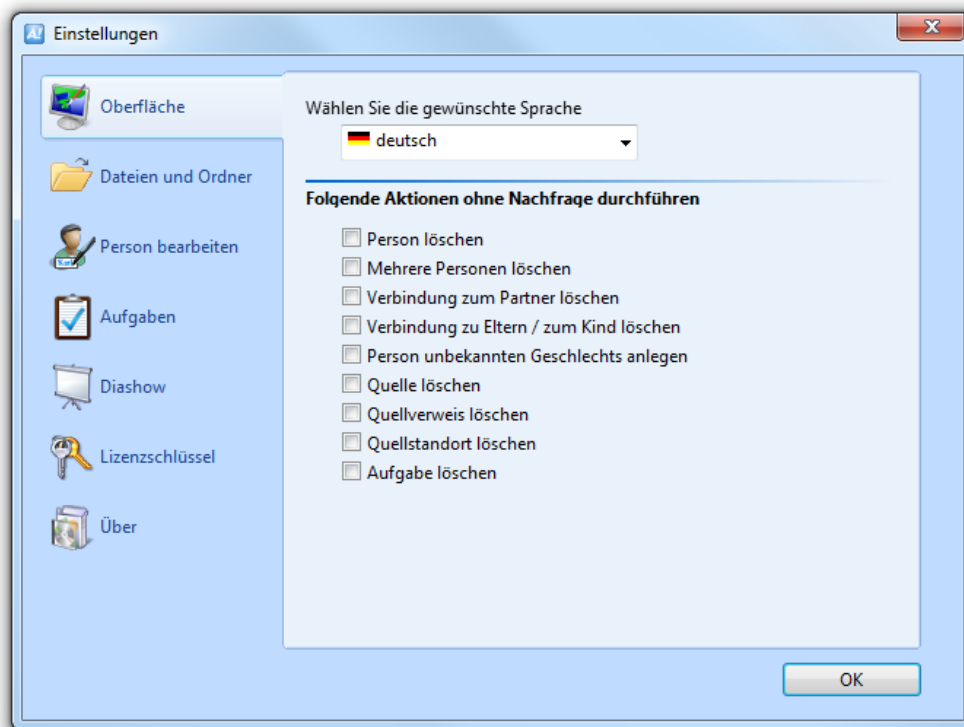 A! Einstellungen
Oberfläche
Dateien und Ordner
Person bearbeiten
Aufgaben
Diashow
Lizenzschlüssel
Über
Wählen Sie die gewünschte Sprache
deutsch
Folgende Aktionen ohne Nachfrage durchführen
Person löschen
Mehrere Personen löschen
Verbindung zum Partner löschen
Verbindung zu Eltern / zum Kind löschen
Person unbekannten Geschlechts anlegen
Quelle löschen
Quellverweis löschen
Quellstandort löschen
Aufgabe löschen
OK